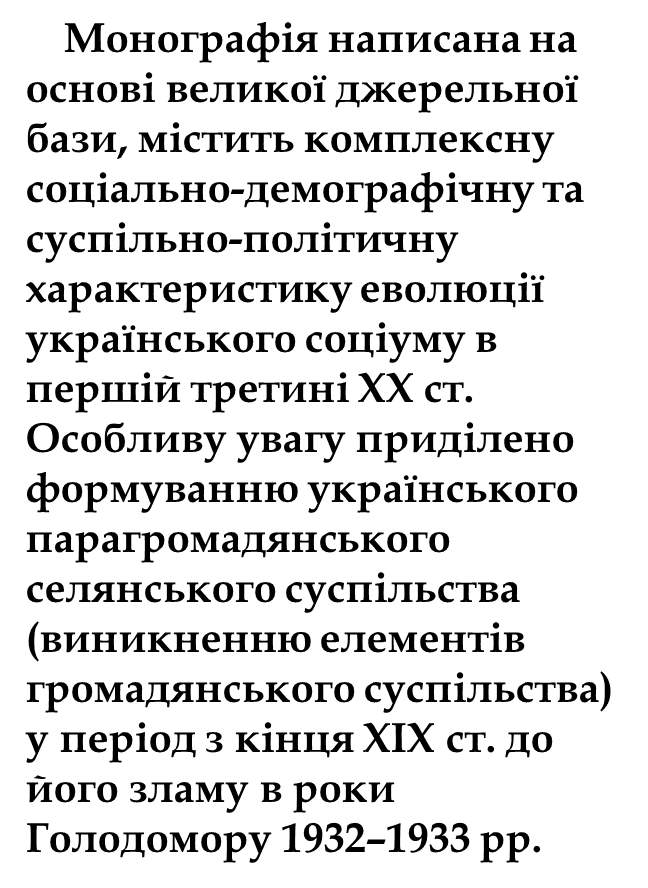 Монографія написана на
основі великої джерельної
бази, містить комплексну
соціально-демографічну та
суспільно-політичну
характеристику еволюції
українського соціуму в
першій третині ХХ ст.
Особливу увагу приділено
формуванню українського
парагромадянського
селянського суспільства
(виникненню елементів
громадянського суспільства)
у період з кінця ХІХ ст. до
його зламу в роки
Голодомору 1932–1933 рр.